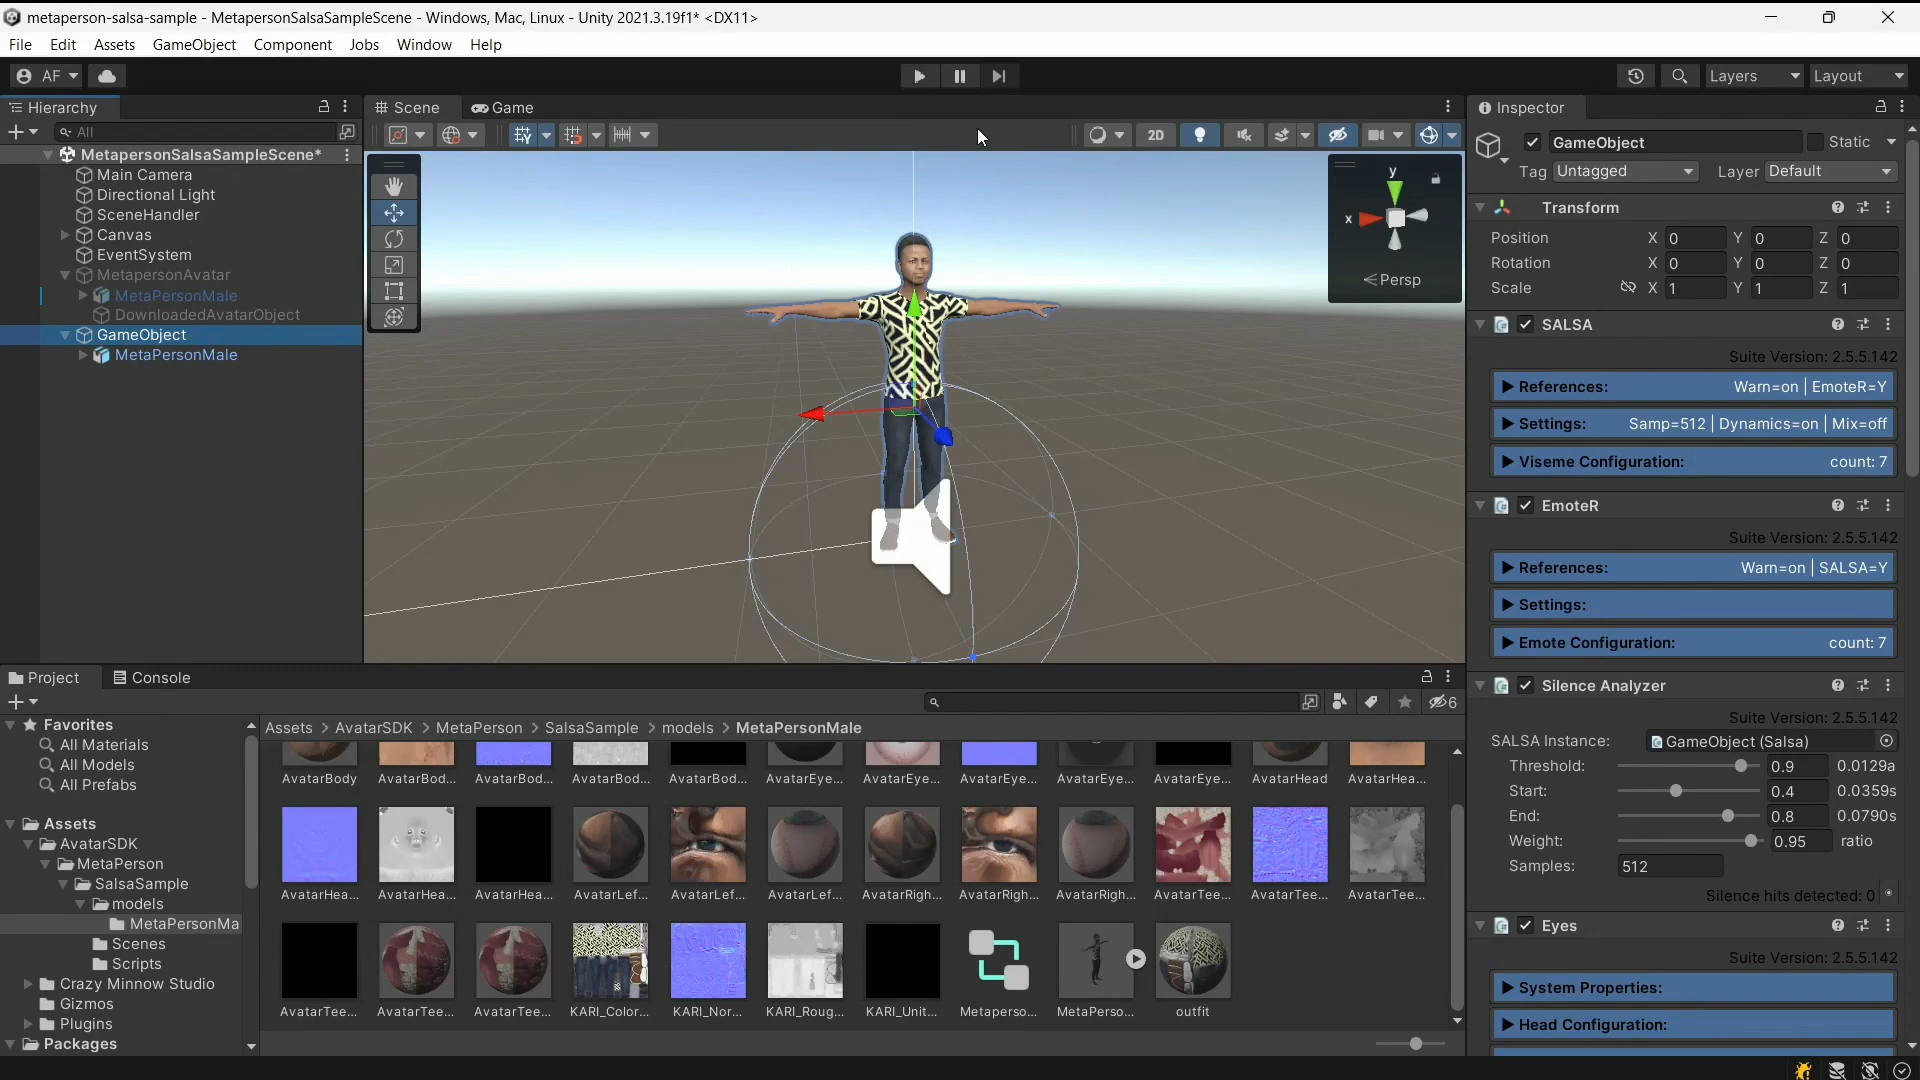 metaperson-salsa-sample - MetapersonSalsaSampleScene - Windows, Mac, Linux - Unity 2021.3.19f1* <DX11>
File Edit Assets GameObject Component Jobs Window Help
AF Layers Layout
Hierarchy
All
MetapersonSalsaSampleScene*
Main Camera
Directional Light
SceneHandler
Canvas
EventSystem
MetapersonAvatar
MetaPersonMale
DownloadedAvatarObject
GameObject
MetaPersonMale
Scene Game
2D
y
x
Persp
Inspector
GameObject Static
Tag Untagged Layer Default
Transform
Position X 0 Y 0 Z 0
Rotation X 0 Y 0 Z 0
Scale X 1 Y 1 Z 1
SALSA
Suite Version: 2.5.5.142
References: Warn=on | EmoteR=Y
Settings: Samp=512 | Dynamics=on | Mix=off
Viseme Configuration: count: 7
EmoteR
Suite Version: 2.5.5.142
References: Warn=on | SALSA=Y
Settings:
Emote Configuration: count: 7
Silence Analyzer
Suite Version: 2.5.5.142
SALSA Instance: GameObject (Salsa)
Threshold: 0.9 0.0129a
Start: 0.4 0.0359s
End: 0.8 0.0790s
Weight: 0.95 ratio
Samples: 512
Silence hits detected: 0
Eyes
Suite Version: 2.5.5.142
System Properties:
Head Configuration:
Project Console
6
Favorites
All Materials
All Models
All Prefabs
Assets
AvatarSDK
MetaPerson
SalsaSample
models
MetaPersonMa
Scenes
Scripts
Crazy Minnow Studio
Gizmos
Plugins
Packages
Assets > AvatarSDK > MetaPerson > SalsaSample > models > MetaPersonMale
AvatarBody AvatarBod... AvatarBod... AvatarBod... AvatarBod... AvatarEye... AvatarEye... AvatarEye... AvatarEye... AvatarEye... AvatarHead AvatarHea...
AvatarHea... AvatarHea... AvatarHea... AvatarLef... AvatarLef... AvatarLef... AvatarRigh... AvatarRigh... AvatarRigh... AvatarTee... AvatarTee... AvatarTee...
AvatarTee... AvatarTee... AvatarTee... KARI_Color... KARI_Nor... KARI_Roug... KARI_Unit... Metaperso... MetaPerso... outfit